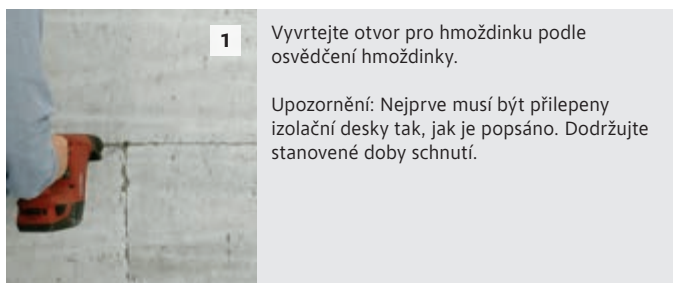 1
Vyvrtejte otvor pro hmoždinku podle
osvědčení hmoždinky.
Upozornění: Nejprve musí být přilepeny
izolační desky tak, jak je popsáno. Dodržujte
stanovené doby schnutí.